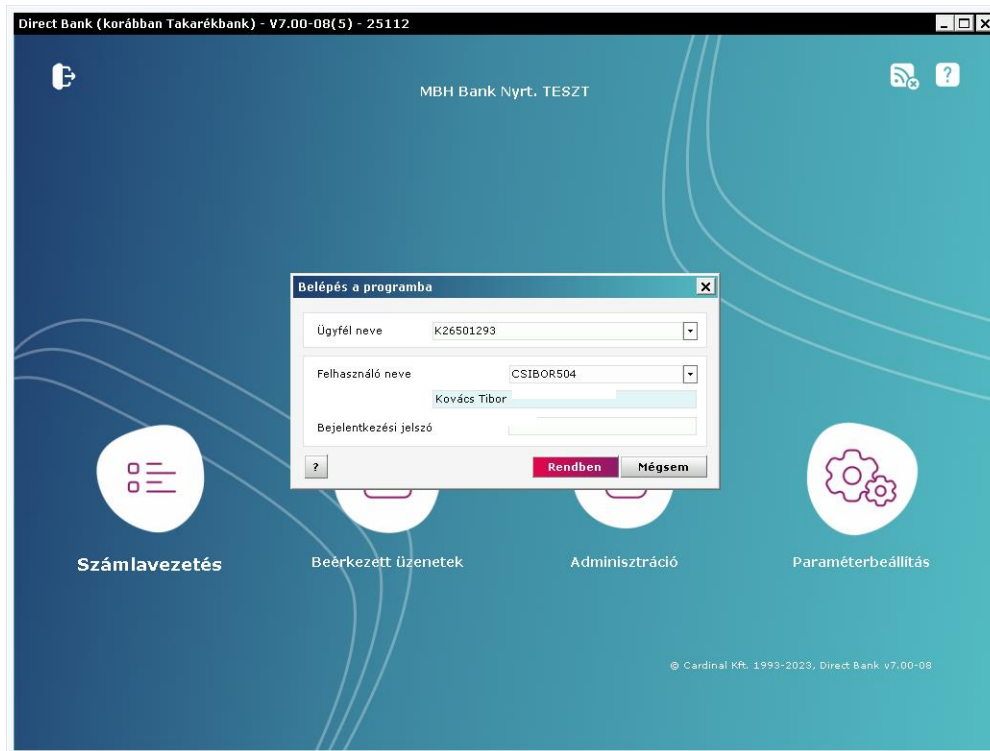 Direct Bank (korábban Takarékbank) - V7.00-08(5) - 25112
MBH Bank Nyrt. TESZT
?
Belépés a programba
Ügyfél neve K26501293
Felhasználó neve CSIBOR504
Kovács Tibor
Bejelentkezési jelszó
? Rendben Mégsem
Számlavezetés Beérkezett üzenetek Adminisztráció Paraméterbeállítás
© Cardinal Kft. 1993-2023, Direct Bank v7.00-08